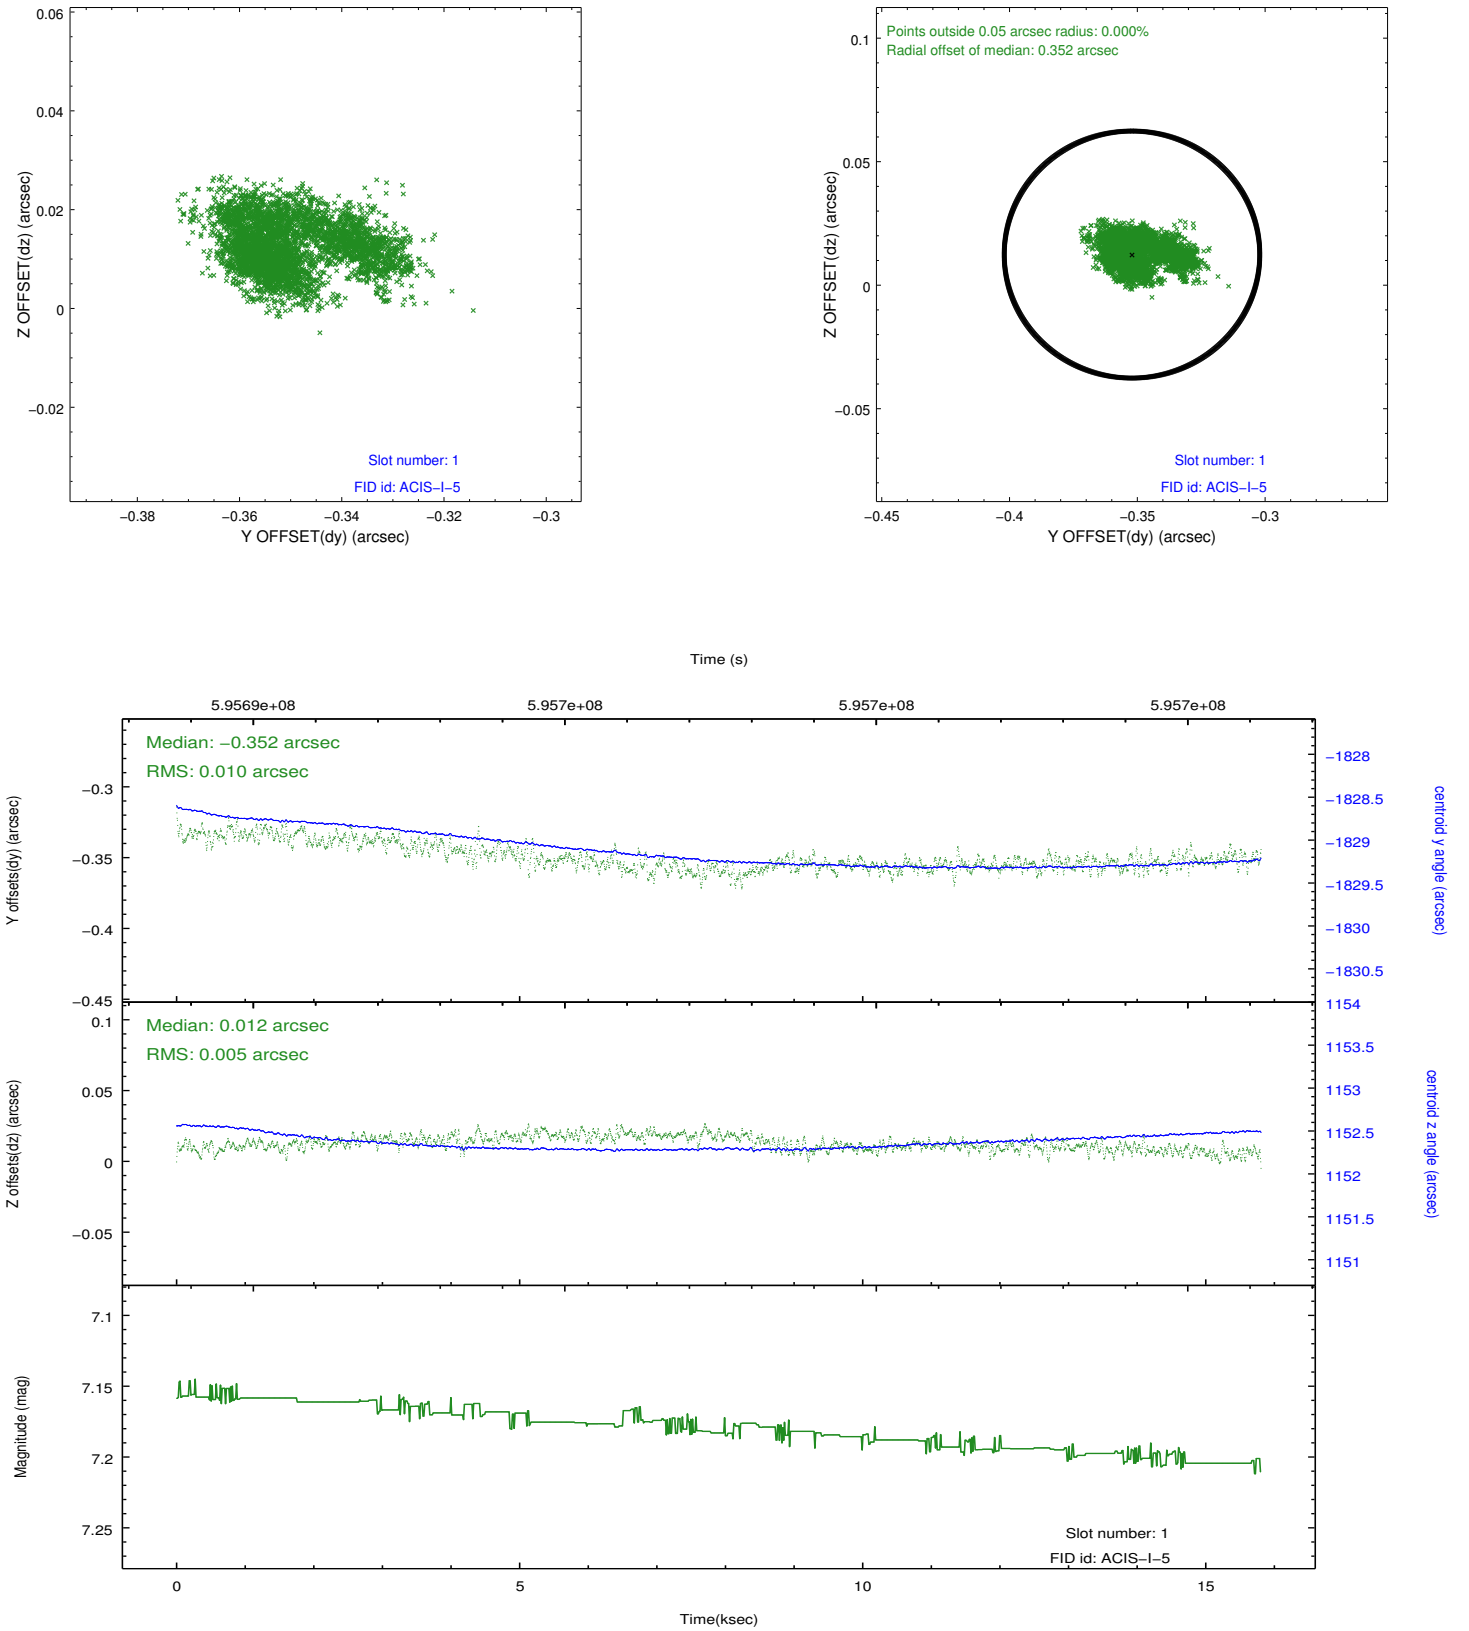 0.06
0.04
0.02
0
−0.02
Z OFFSET(dz) (arcsec)
Slot number: 1
FID id: ACIS−I−5
−0.38
−0.36
−0.34
−0.32
−0.3
Y OFFSET(dy) (arcsec)
Points outside 0.05 arcsec radius: 0.000%
Radial offset of median: 0.352 arcsec
0.1
0.05
0
−0.05
Z OFFSET(dz) (arcsec)
Slot number: 1
FID id: ACIS−I−5
−0.45
−0.4
−0.35
−0.3
Y OFFSET(dy) (arcsec)
Time (s)
5.9569e+08
5.957e+08
5.957e+08
5.957e+08
Median: −0.352 arcsec
RMS: 0.010 arcsec
−0.3
−0.35
−0.4
−0.45
Y offsets(dy) (arcsec)
−1828
−1828.5
−1829
−1829.5
−1830
−1830.5
centroid y angle (arcsec)
Median: 0.012 arcsec
RMS: 0.005 arcsec
0.1
0.05
0
−0.05
Z offsets(dz) (arcsec)
1154
1153.5
1153
1152.5
1152
1151.5
1151
centroid z angle (arcsec)
7.1
7.15
7.2
7.25
Magnitude (mag)
Slot number: 1
FID id: ACIS−I−5
0
5
10
15
Time(ksec)